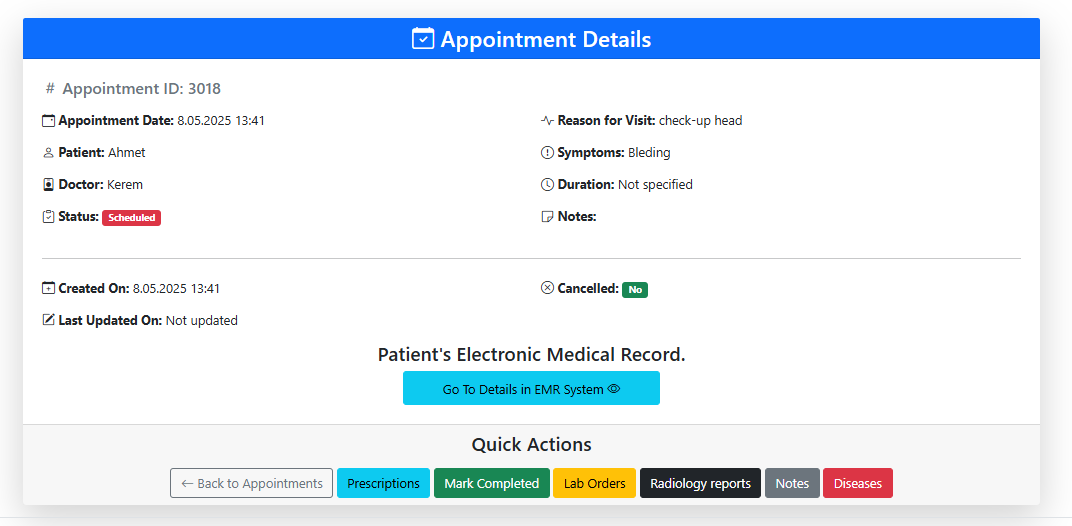 Appointment Details
# Appointment ID: 3018
Appointment Date: 8.05.2025 13:41
Reason for Visit: check-up head
Patient: Ahmet
Symptoms: Bleding
Doctor: Kerem
Duration: Not specified
Status: Scheduled
Notes:
Created On: 8.05.2025 13:41
Cancelled: No
Last Updated On: Not updated
Patient's Electronic Medical Record.
Go To Details in EMR System
Quick Actions
← Back to Appointments
Prescriptions
Mark Completed
Lab Orders
Radiology reports
Notes
Diseases